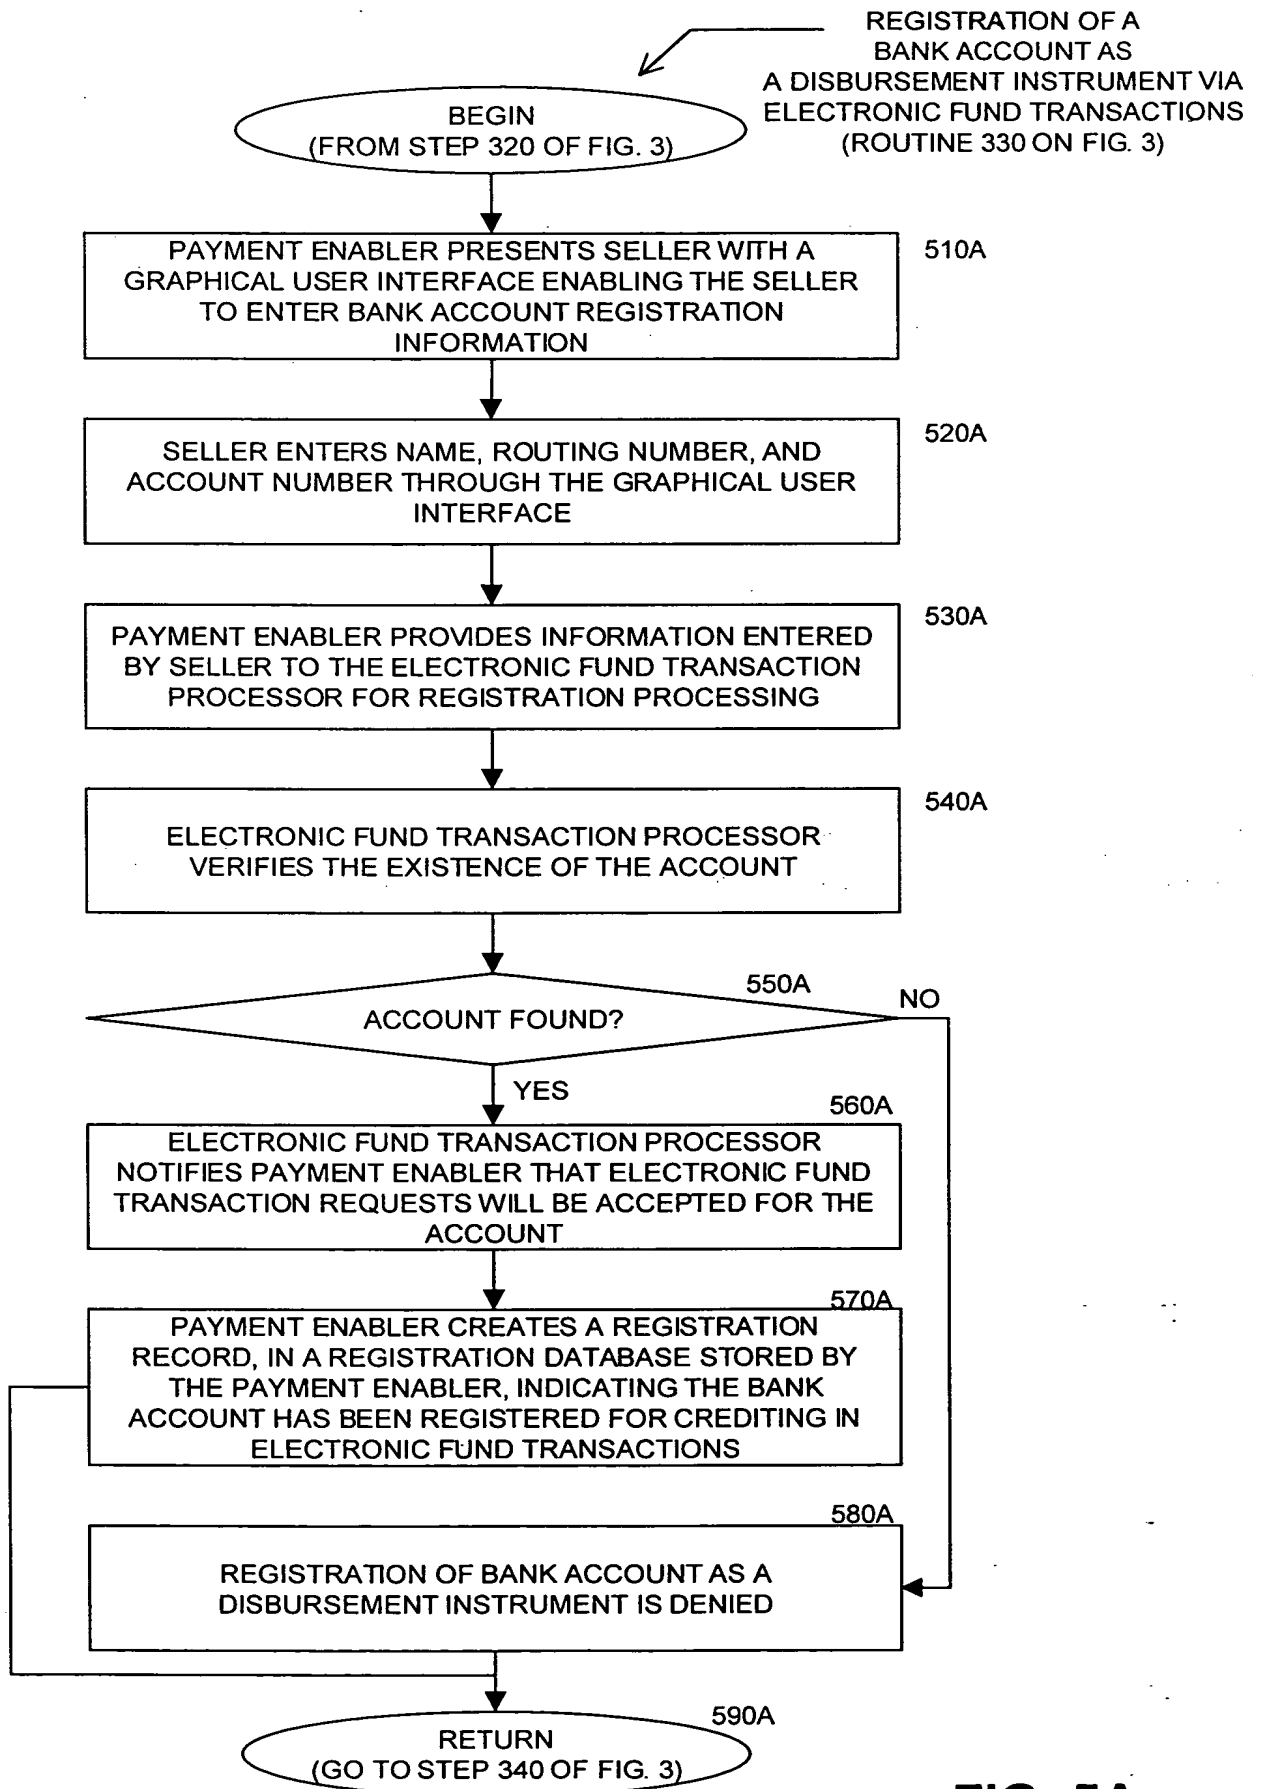 REGISTRATION OF A
BANK ACCOUNT AS
A DISBURSEMENT INSTRUMENT VIA
ELECTRONIC FUND TRANSACTIONS
(ROUTINE 330 ON FIG. 3)
BEGIN
(FROM STEP 320 OF FIG. 3)
510A
PAYMENT ENABLER PRESENTS SELLER WITH A
GRAPHICAL USER INTERFACE ENABLING THE SELLER
TO ENTER BANK ACCOUNT REGISTRATION
INFORMATION
520A
SELLER ENTERS NAME, ROUTING NUMBER, AND
ACCOUNT NUMBER THROUGH THE GRAPHICAL USER
INTERFACE
530A
PAYMENT ENABLER PROVIDES INFORMATION ENTERED
BY SELLER TO THE ELECTRONIC FUND TRANSACTION
PROCESSOR FOR REGISTRATION PROCESSING
540A
ELECTRONIC FUND TRANSACTION PROCESSOR
VERIFIES THE EXISTENCE OF THE ACCOUNT
550A
NO
ACCOUNT FOUND?
YES
560A
ELECTRONIC FUND TRANSACTION PROCESSOR
NOTIFIES PAYMENT ENABLER THAT ELECTRONIC FUND
TRANSACTION REQUESTS WILL BE ACCEPTED FOR THE
ACCOUNT
570A
PAYMENT ENABLER CREATES A REGISTRATION
RECORD, IN A REGISTRATION DATABASE STORED BY
THE PAYMENT ENABLER, INDICATING THE BANK
ACCOUNT HAS BEEN REGISTERED FOR CREDITING IN
ELECTRONIC FUND TRANSACTIONS
580A
REGISTRATION OF BANK ACCOUNT AS A
DISBURSEMENT INSTRUMENT IS DENIED
590A
RETURN
(GO TO STEP 340 OF FIG. 3)
FIG. 5A